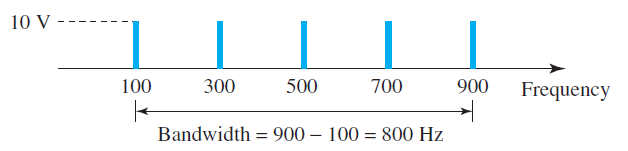 10 V
100 300 500 700 900 Frequency
Bandwidth = 900 – 100 = 800 Hz